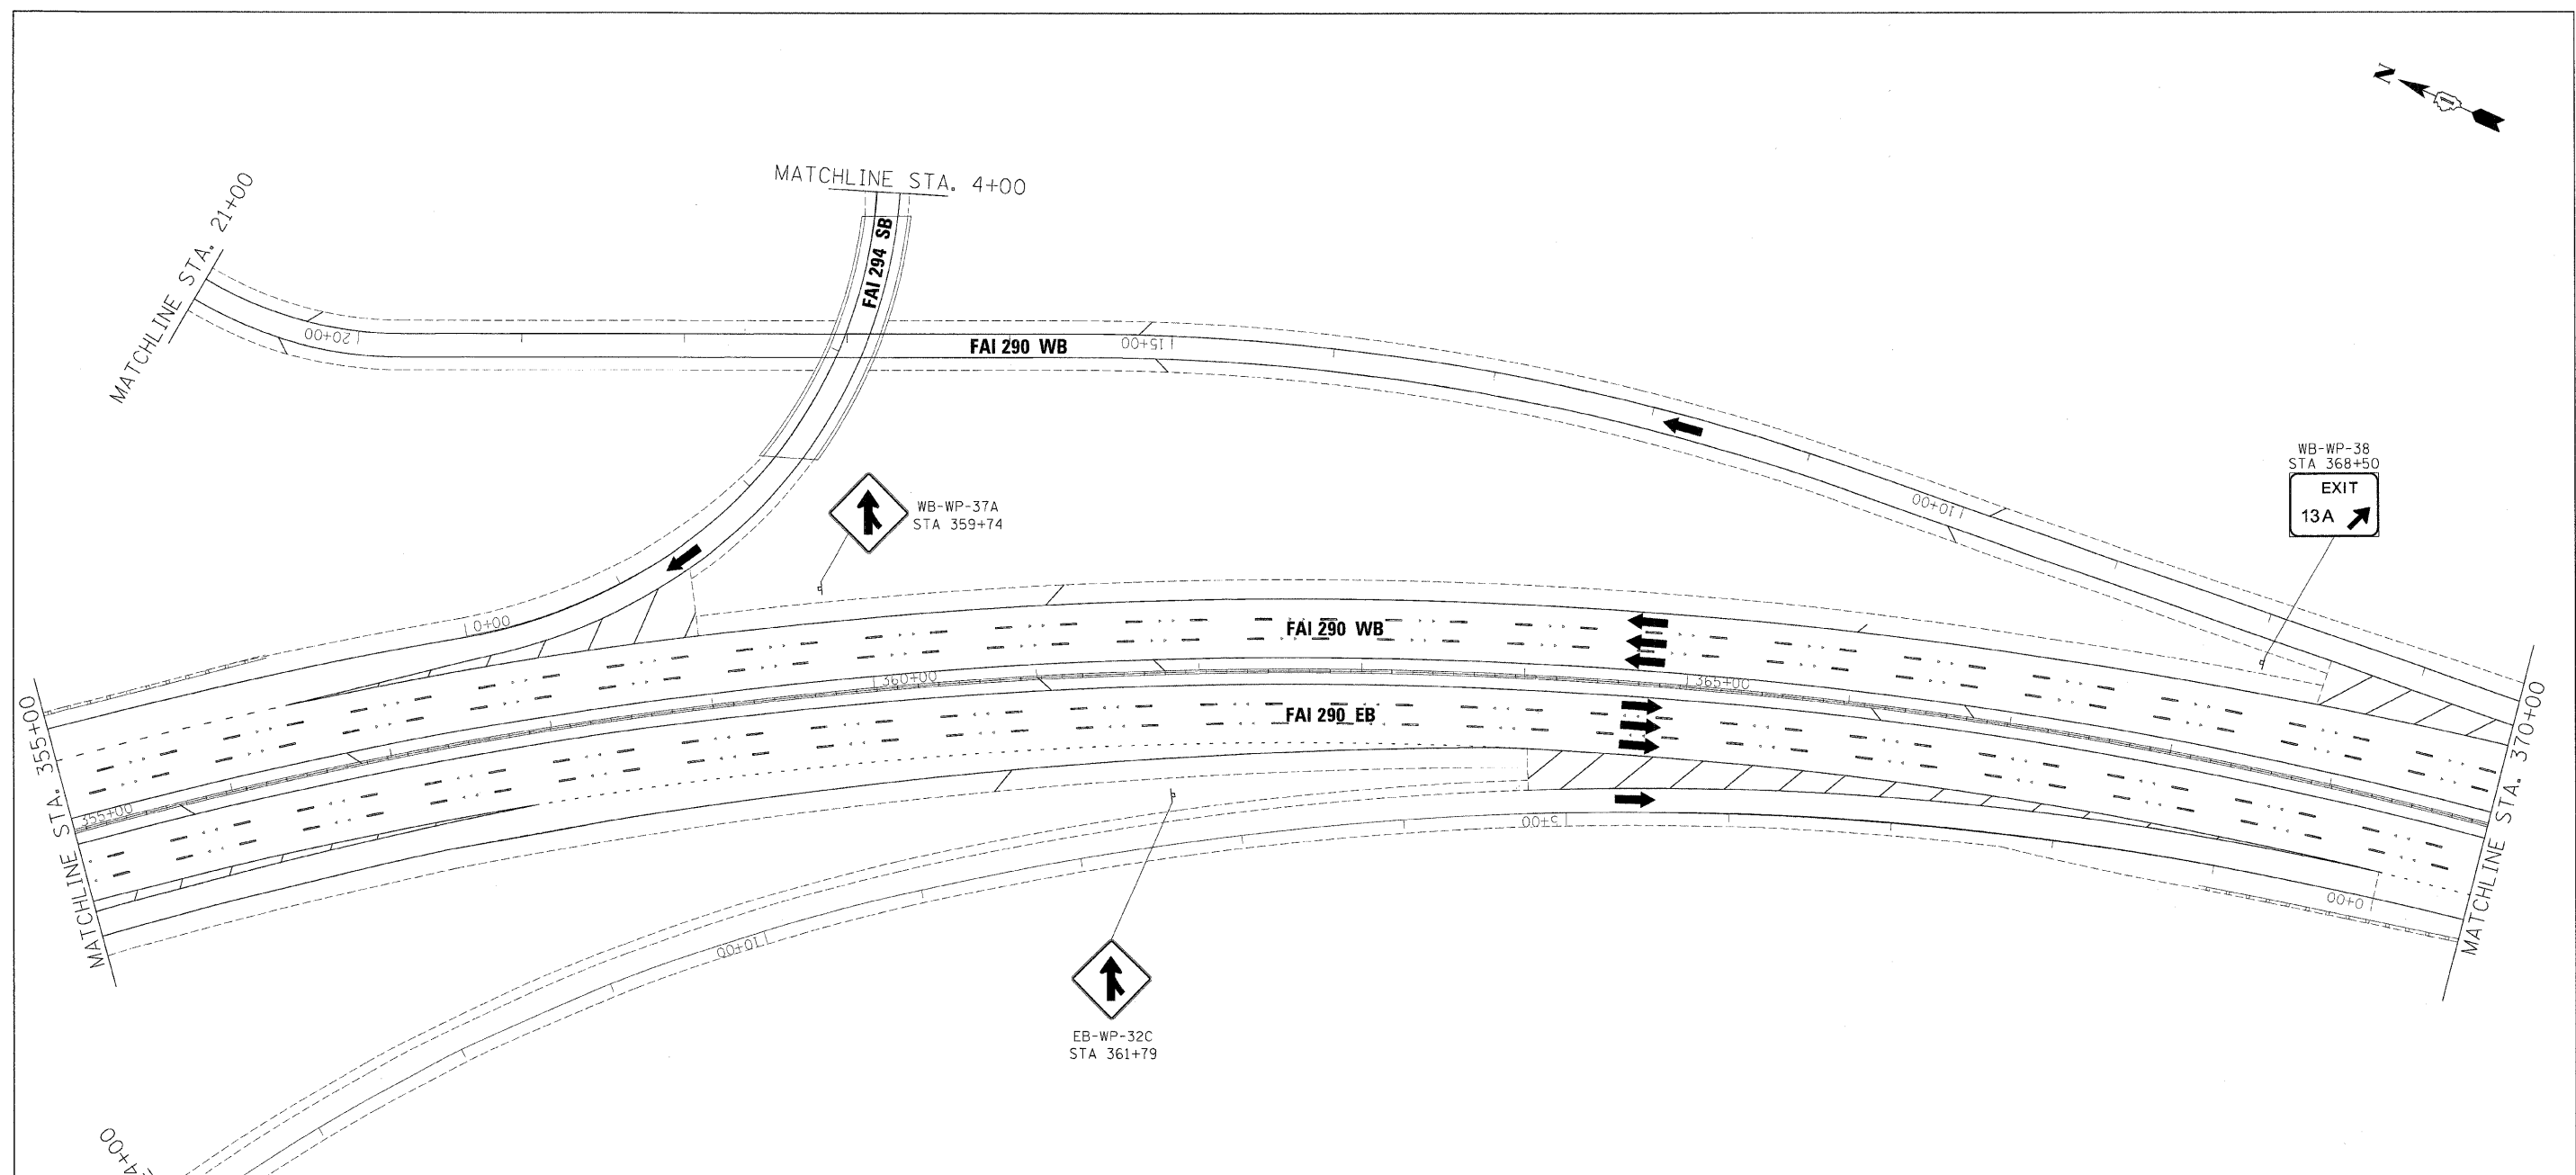 N
MATCHLINE STA. 4+00
MATCHLINE STA. 21+00
FAI 294 SB
20+00
FAI 290 WB
15+00
10+00
WB-WP-38
STA 368+50
EXIT
13A
WB-WP-37A
STA 359+74
0+00
FAI 290 WB
360+00
365+00
FAI 290 EB
MATCHLINE STA. 355+00
355+00
MATCHLINE STA. 370+00
5+00
0+00
10+00
EB-WP-32C
STA 361+79